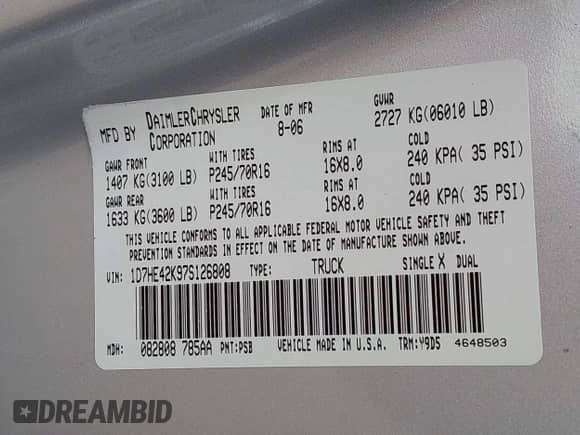 MFD BY DAIMLERCHRYSLER CORPORATION
DATE OF MFR 8-06
GVWR 2727 KG(06010 LB)
GAWR FRONT WITH TIRES RIMS AT COLD
1407 KG(3100 LB) P245/70R16 16X8.0 240 KPA( 35 PSI)
GAWR REAR WITH TIRES RIMS AT COLD
1633 KG(3600 LB) P245/70R16 16X8.0 240 KPA( 35 PSI)
THIS VEHICLE CONFORMS TO ALL APPLICABLE FEDERAL MOTOR VEHICLE SAFETY AND THEFT
PREVENTION STANDARDS IN EFFECT ON THE DATE OF MANUFACTURE SHOWN ABOVE.
VIN: 1D7HE42K97S126808 TYPE: TRUCK SINGLE X DUAL
MDH: 082808 785AA PNT:PSB VEHICLE MADE IN U.S.A. TRM:Y9D5 4648503
DREAMBID